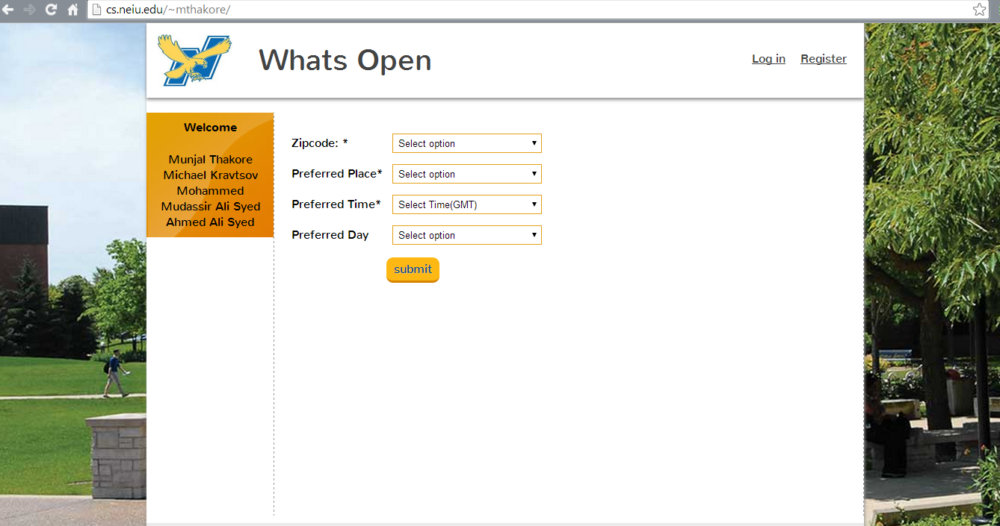 cs.neiu.edu/~mthakore/
Whats Open
Log in Register
Welcome
Munjal Thakore
Michael Kravtsov
Mohammed
Mudassir Ali Syed
Ahmed Ali Syed
Zipcode: * Select option
Preferred Place* Select option
Preferred Time* Select Time(GMT)
Preferred Day Select option
submit